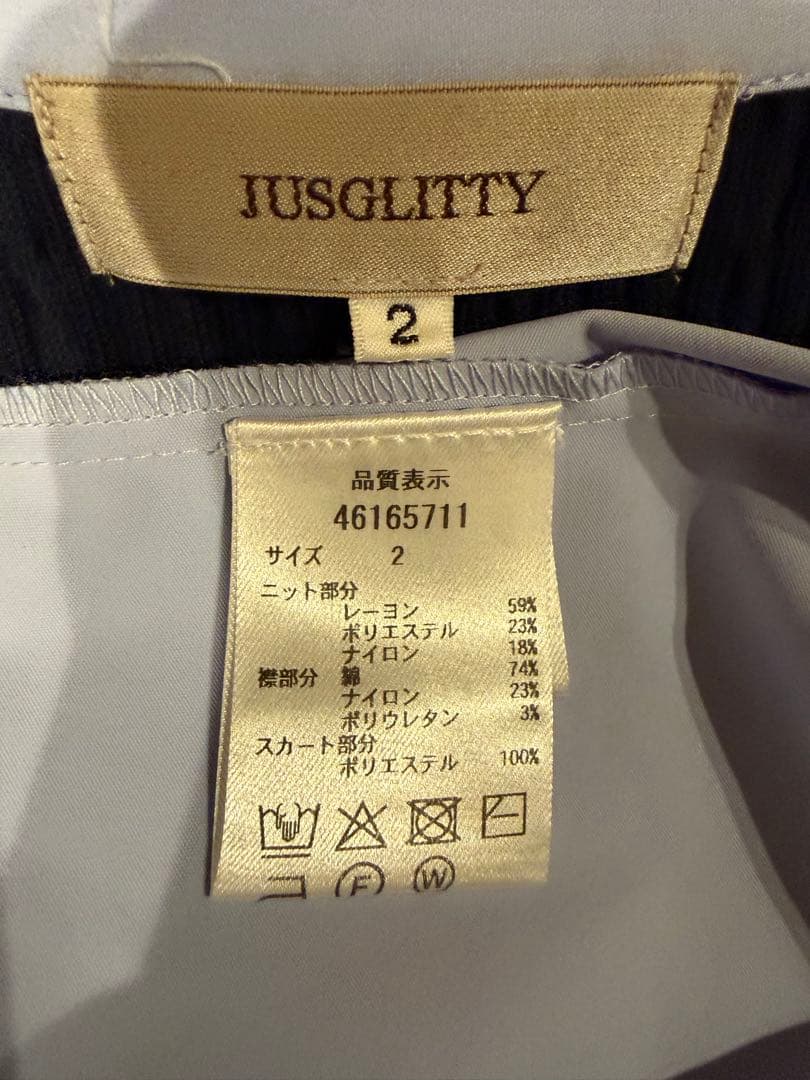 JUSGLITTY
2
品質表示
46165711
サイズ 2
ニット部分
レーヨン 59%
ポリエステル 23%
ナイロン 18%
襟部分 綿 74%
ナイロン 23%
ポリウレタン 3%
スカート部分
ポリエステル 100%
F W